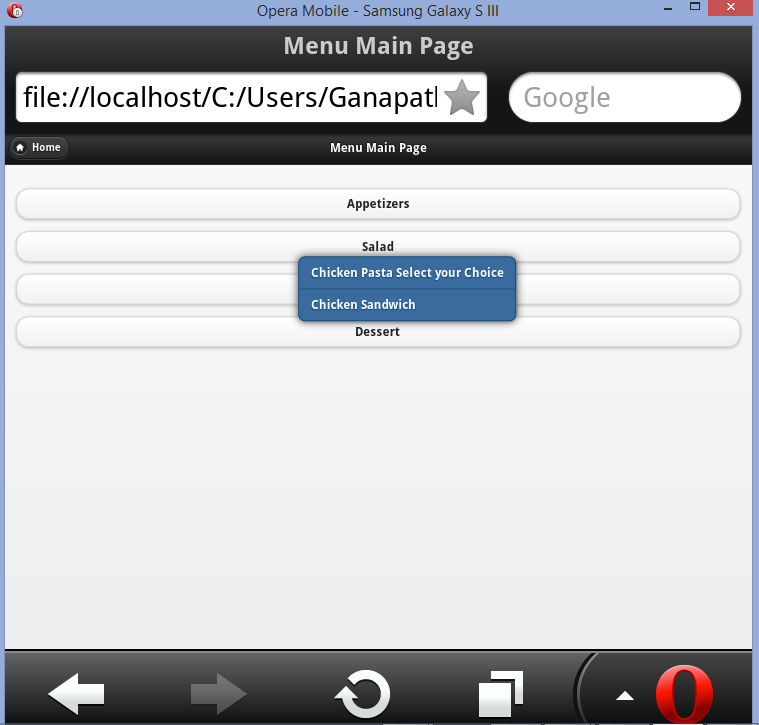 Opera Mobile - Samsung Galaxy S III
Menu Main Page
file://localhost/C:/Users/Ganapatl
Google
Home
Menu Main Page
Appetizers
Salad
Chicken Pasta Select your Choice
Chicken Sandwich
Dessert